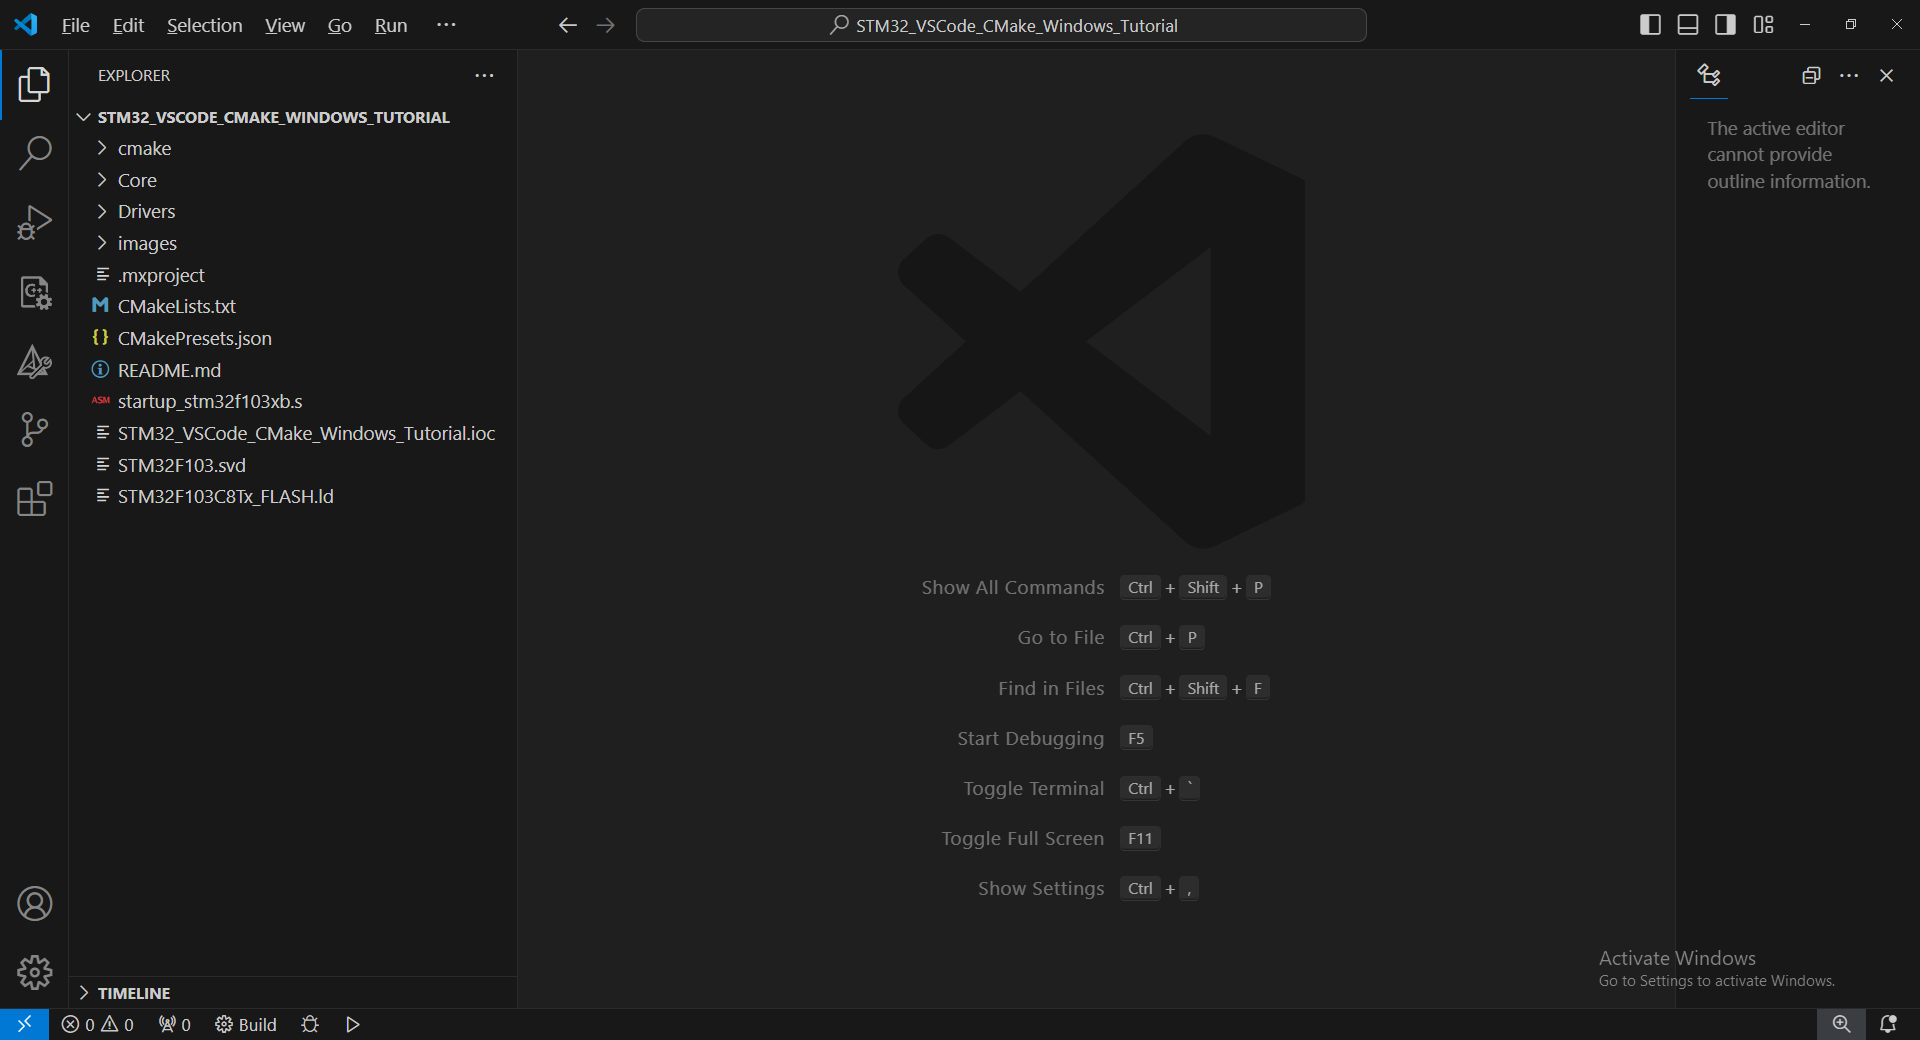 File Edit Selection View Go Run ···
STM32_VSCode_CMake_Windows_Tutorial
EXPLORER
STM32_VSCODE_CMAKE_WINDOWS_TUTORIAL
cmake
Core
Drivers
images
.mxproject
CMakeLists.txt
{} CMakePresets.json
README.md
ASM startup_stm32f103xb.s
STM32_VSCode_CMake_Windows_Tutorial.ioc
STM32F103.svd
STM32F103C8Tx_FLASH.ld
TIMELINE
Show All Commands Ctrl + Shift + P
Go to File Ctrl + P
Find in Files Ctrl + Shift + F
Start Debugging F5
Toggle Terminal Ctrl + `
Toggle Full Screen F11
Show Settings Ctrl + ,
The active editor
cannot provide
outline information.
Activate Windows
Go to Settings to activate Windows.
0 0 0 Build